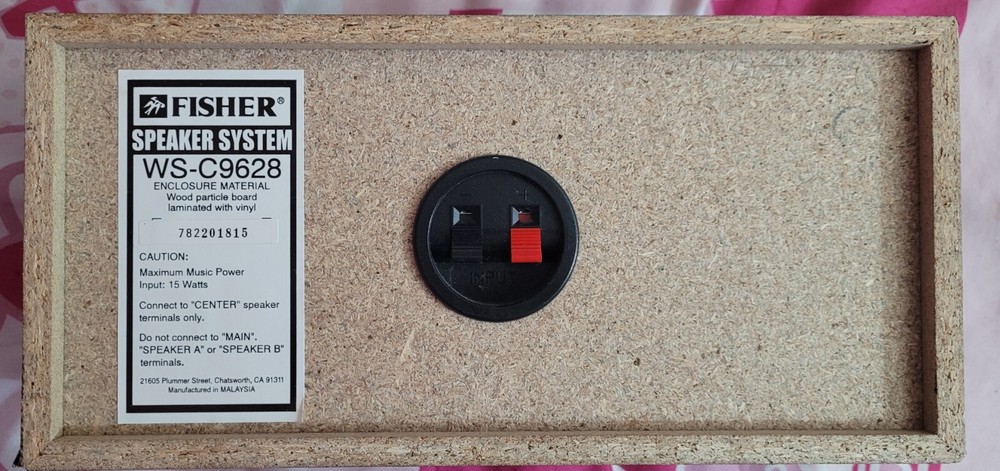 FISHER®
SPEAKER SYSTEM
WS-C9628
ENCLOSURE MATERIAL
Wood particle board
laminated with vinyl
782201815
CAUTION:
Maximum Music Power
Input: 15 Watts
Connect to "CENTER" speaker
terminals only.
Do not connect to "MAIN",
"SPEAKER A" or "SPEAKER B"
terminals.
21605 Plummer Street, Chatsworth, CA 91311
Manufactured in MALAYSIA
- +
INPUT